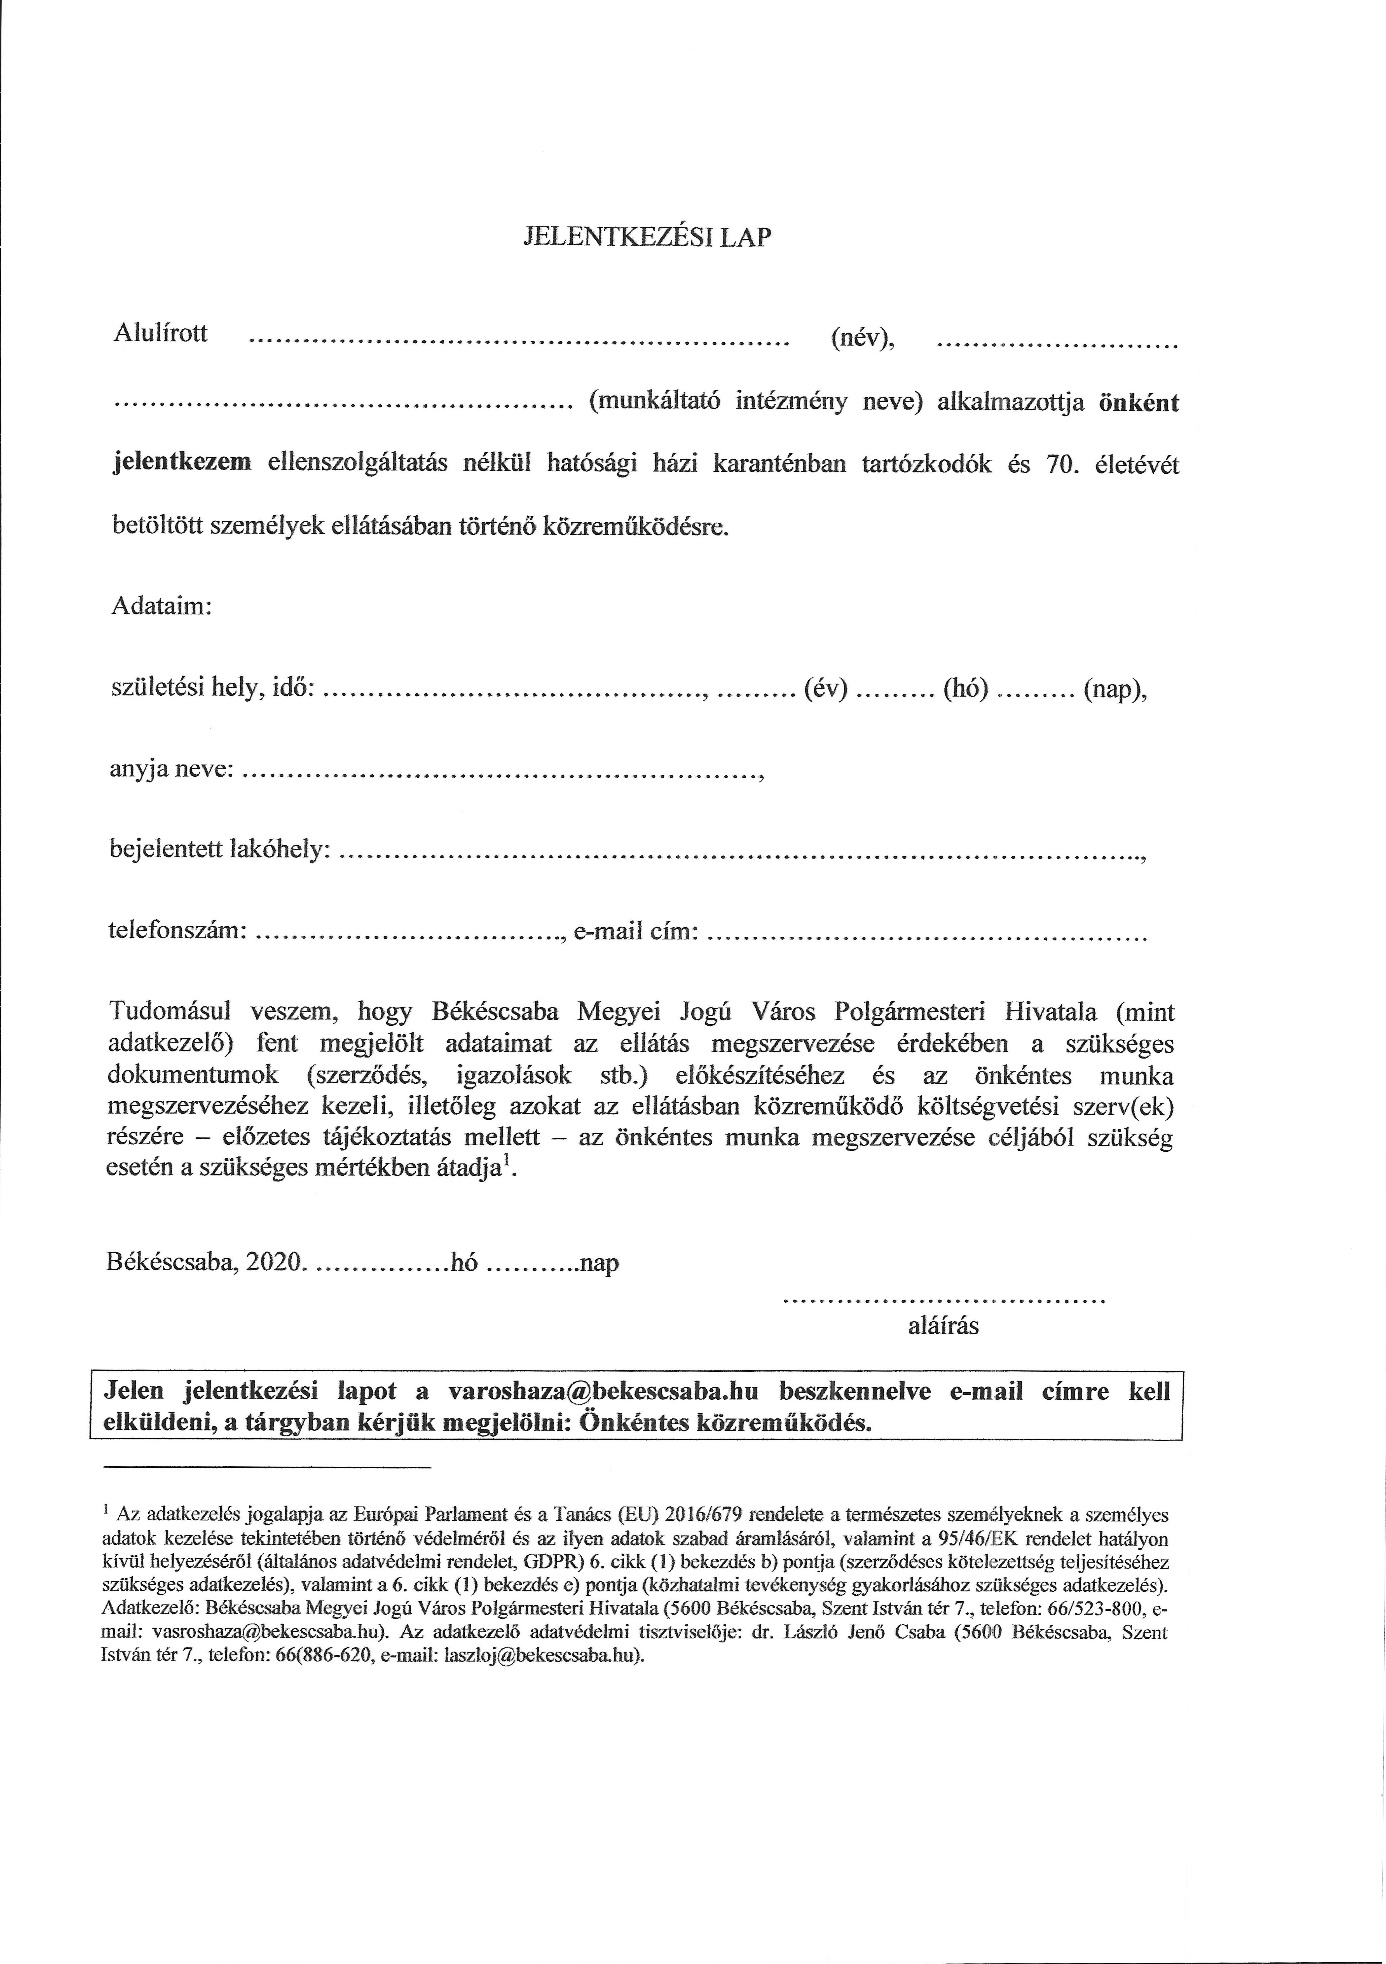 JELENTKEZÉSI LAP
Alulírott ............................................................ (név), ...........................
................................................... (munkáltató intézmény neve) alkalmazottja önként
jelentkezem ellenszolgáltatás nélkül hatósági házi karanténban tartózkodók és 70. életévét
betöltött személyek ellátásában történő közreműködésre.
Adataim:
születési hely, idő: .........................................., ......... (év) ......... (hó) ......... (nap),
anyja neve: .........................................................,
bejelentett lakóhely: .........................................................................................,
telefonszám: .................................., e-mail cím: .................................................
Tudomásul veszem, hogy Békéscsaba Megyei Jogú Város Polgármesteri Hivatala (mint
adatkezelő) fent megjelölt adataimat az ellátás megszervezése érdekében a szükséges
dokumentumok (szerződés, igazolások stb.) előkészítéséhez és az önkéntes munka
megszervezéséhez kezeli, illetőleg azokat az ellátásban közreműködő költségvetési szerv(ek)
részére – előzetes tájékoztatás mellett – az önkéntes munka megszervezése céljából szükség
esetén a szükséges mértékben átadja¹.
Békéscsaba, 2020. ...............hó ...........nap
....................................
aláírás
Jelen jelentkezési lapot a varoshaza@bekescsaba.hu beszkennelve e-mail címre kell
elküldeni, a tárgyban kérjük megjelölni: Önkéntes közreműködés.
¹ Az adatkezelés jogalapja az Európai Parlament és a Tanács (EU) 2016/679 rendelete a természetes személyeknek a személyes
adatok kezelése tekintetében történő védelméről és az ilyen adatok szabad áramlásáról, valamint a 95/46/EK rendelet hatályon
kívül helyezéséről (általános adatvédelmi rendelet, GDPR) 6. cikk (1) bekezdés b) pontja (szerződéses kötelezettség teljesítéséhez
szükséges adatkezelés), valamint a 6. cikk (1) bekezdés e) pontja (közhatalmi tevékenység gyakorlásához szükséges adatkezelés).
Adatkezelő: Békéscsaba Megyei Jogú Város Polgármesteri Hivatala (5600 Békéscsaba, Szent István tér 7., telefon: 66/523-800, e-
mail: vasroshaza@bekescsaba.hu). Az adatkezelő adatvédelmi tisztviselője: dr. László Jenő Csaba (5600 Békéscsaba, Szent
István tér 7., telefon: 66(886-620, e-mail: laszloj@bekescsaba.hu).